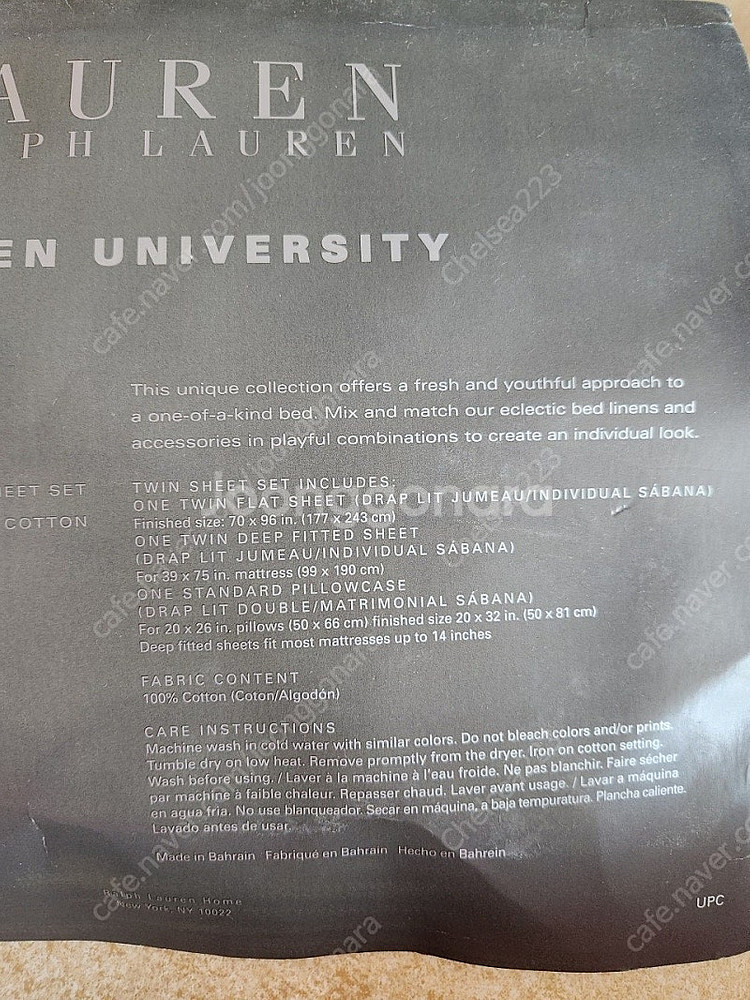 AUREN
PH LAUREN
EN UNIVERSITY
This unique collection offers a fresh and youthful approach to
a one-of-a-kind bed. Mix and match our eclectic bed linens and
accessories in playful combinations to create an individual look.
EET SET
COTTON
TWIN SHEET SET INCLUDES:
ONE TWIN FLAT SHEET (DRAP LIT JUMEAU/INDIVIDUAL SÁBANA)
Finished size: 70 x 96 in. (177 x 243 cm)
ONE TWIN DEEP FITTED SHEET
(DRAP LIT JUMEAU/INDIVIDUAL SÁBANA)
For 39 x 75 in. mattress (99 x 190 cm)
ONE STANDARD PILLOWCASE
(DRAP LIT DOUBLE/MATRIMONIAL SÁBANA)
For 20 x 26 in. pillows (50 x 66 cm) finished size 20 x 32 in. (50 x 81 cm)
Deep fitted sheets fit most mattresses up to 14 inches
FABRIC CONTENT
100% Cotton (Coton/Algodón)
CARE INSTRUCTIONS
Machine wash in cold water with similar colors. Do not bleach colors and/or prints.
Tumble dry on low heat. Remove promptly from the dryer. Iron on cotton setting.
Wash before using. / Laver à la machine à l'eau froide. Ne pas blanchir. Faire sécher
par machine à faible chaleur. Repasser chaud. Laver avant usage. / Lavar a máquina
en agua fria. No use blanqueador. Secar en máquina, a baja tempuratura. Plancha caliente.
Lavado antes de usar.
Made in Bahrain Fabriqué en Bahrain Hecho en Bahrein
Ralph Lauren Home
New York, NY 10022
UPC
joonggonara
cafe.naver.com/joonggonara
Chelsea223